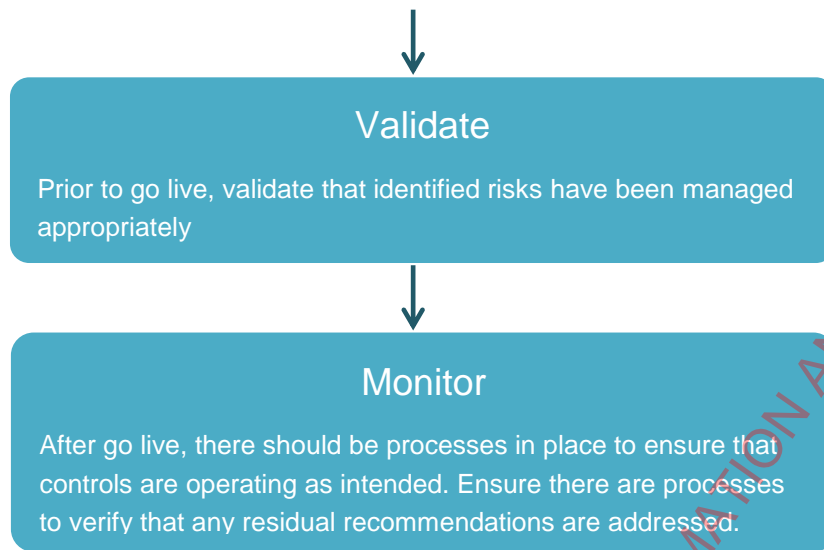 Validate
Prior to go live, validate that identified risks have been managed
appropriately
Monitor
After go live, there should be processes in place to ensure that
controls are operating as intended. Ensure there are processes
to verify that any residual recommendations are addressed.